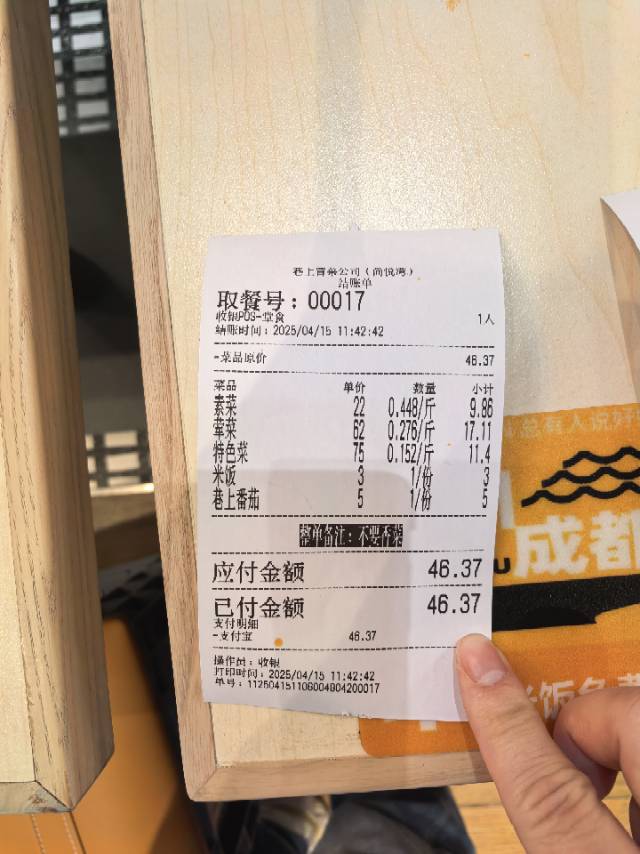 巷上冒菜公司（尚悦湾）
结账单
取餐号：00017
收银POS-堂食 1人
结账时间：2025/04/15 11:42:42
-菜品原价 46.37
菜品 单价 数量 小计
素菜 22 0.448/斤 9.86
荤菜 62 0.276/斤 17.11
特色菜 75 0.152/斤 11.4
米饭 3 1/份 3
巷上番茄 5 1/份 5
整单备注：不要香菜
应付金额 46.37
已付金额 46.37
支付明细
-支付宝 46.37
操作员：收银
打印时间：2025/04/15 11:42:42
单号：112504151106004804200017
总有人说
成都
饭